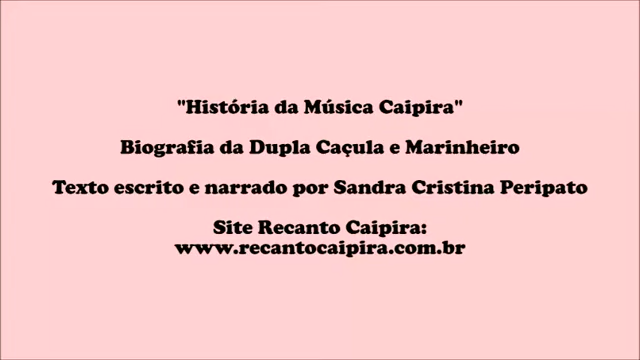 "História da Música Caipira"
Biografia da Dupla Caçula e Marinheiro
Texto escrito e narrado por Sandra Cristina Peripato
Site Recanto Caipira:
www.recantocaipira.com.br